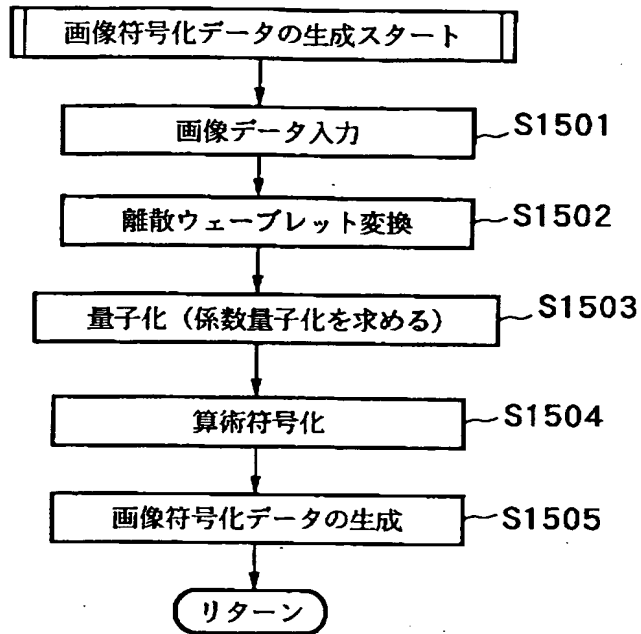 画像符号化データの生成スタート
画像データ入力
S1501
離散ウェーブレット変換
S1502
量子化（係数量子化を求める）
S1503
算術符号化
S1504
画像符号化データの生成
S1505
リターン